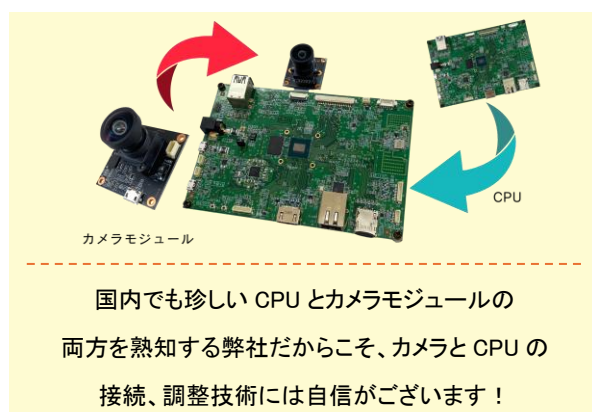 CPU
カメラモジュール
国内でも珍しい CPU とカメラモジュールの
両方を熟知する弊社だからこそ、カメラと CPU の
接続、調整技術には自信がございます！